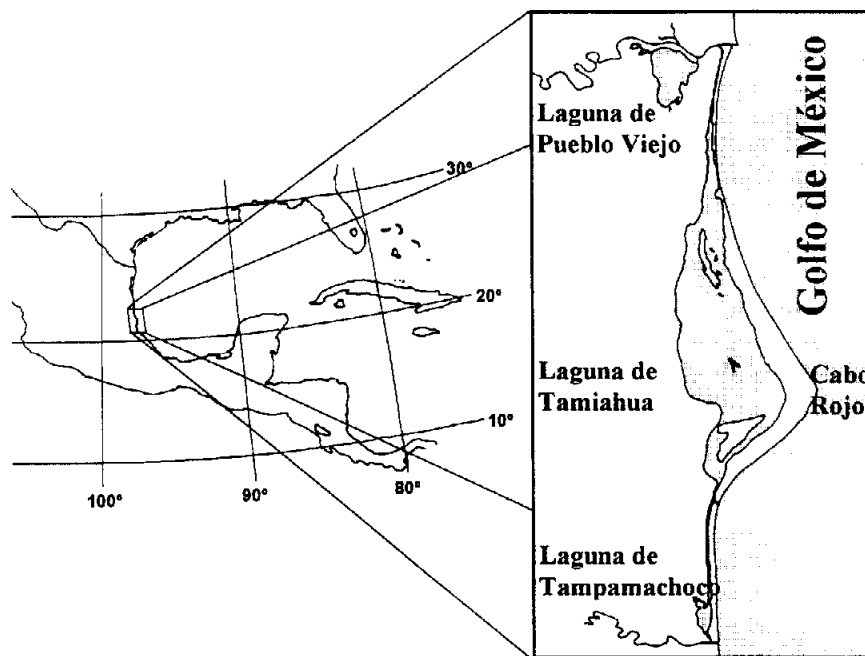 Laguna de
Pueblo Viejo
Golfo de México
30°
20°
Laguna de
Tamiahua
Cabo
Rojo
10°
100°
90°
80°
Laguna de
Tampamachoco